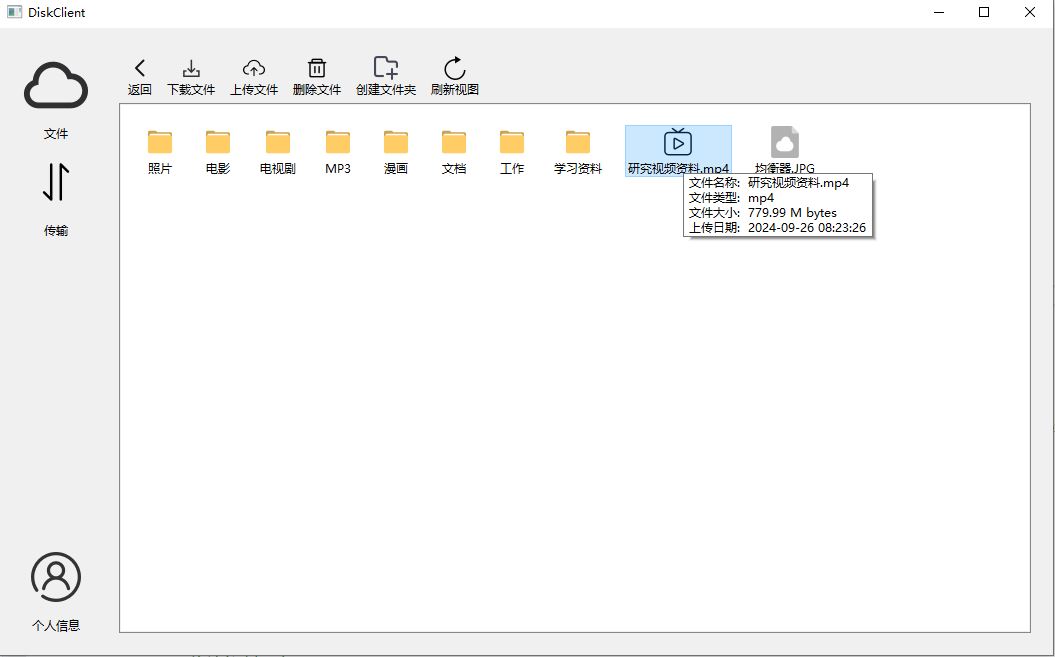 DiskClient
返回 下载文件 上传文件 删除文件 创建文件夹 刷新视图
文件
传输
个人信息
照片 电影 电视剧 MP3 漫画 文档 工作 学习资料 研究视频资料.mp4 均衡器.JPG
文件名称: 研究视频资料.mp4
文件类型: mp4
文件大小: 779.99 M bytes
上传日期: 2024-09-26 08:23:26